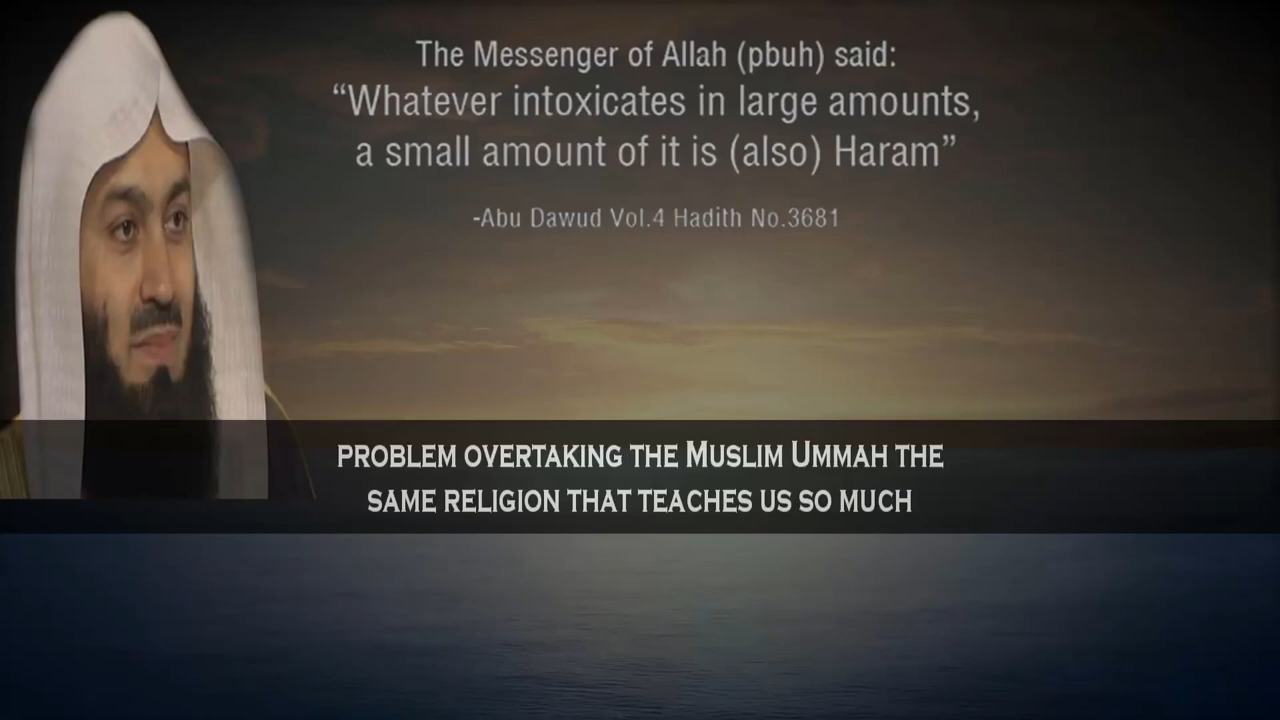 The Messenger of Allah (pbuh) said:
“Whatever intoxicates in large amounts,
a small amount of it is (also) Haram”
-Abu Dawud Vol.4 Hadith No.3681
PROBLEM OVERTAKING THE MUSLIM UMMAH THE
SAME RELIGION THAT TEACHES US SO MUCH